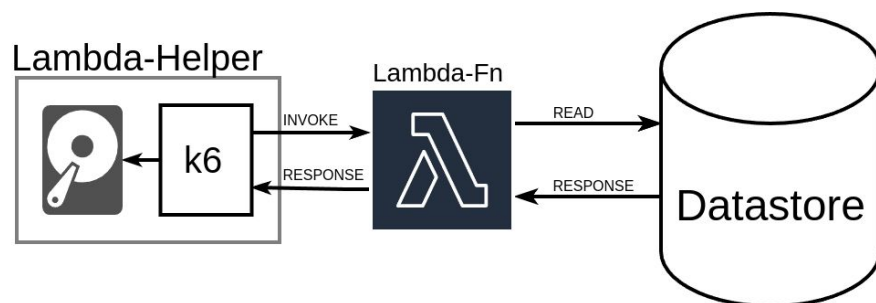 Lambda-Helper
Lambda-Fn
INVOKE
READ
k6
RESPONSE
RESPONSE
Datastore